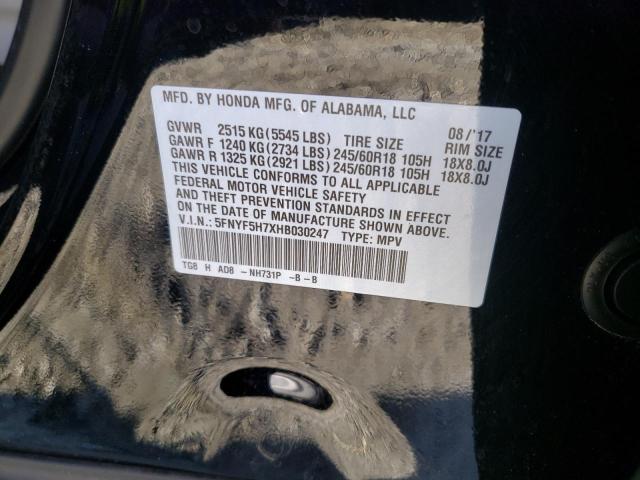 MFD. BY HONDA MFG. OF ALABAMA, LLC
08/'17
GVWR 2515 KG (5545 LBS) TIRE SIZE RIM SIZE
GAWR F 1240 KG (2734 LBS) 245/60R18 105H 18X8.0J
GAWR R 1325 KG (2921 LBS) 245/60R18 105H 18X8.0J
THIS VEHICLE CONFORMS TO ALL APPLICABLE
FEDERAL MOTOR VEHICLE SAFETY
AND THEFT PREVENTION STANDARDS IN EFFECT
ON THE DATE OF MANUFACTURE SHOWN ABOVE.
V.I.N.: 5FNYF5H7XHB030247 TYPE: MPV
TG8 H AD8 -NH731P -B-B